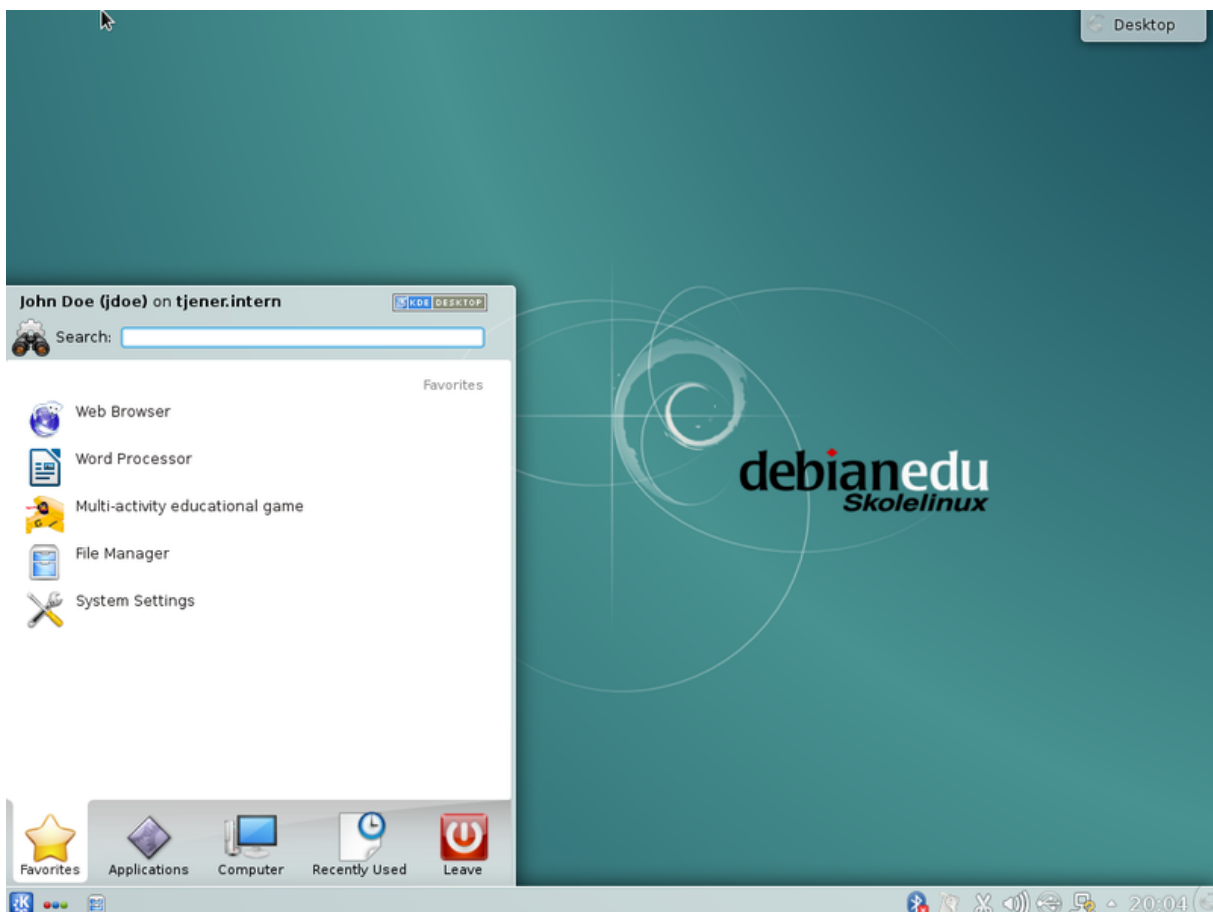 Desktop
John Doe (jdoe) on tjener.intern
KDE DESKTOP
Search:
Favorites
Web Browser
Word Processor
Multi-activity educational game
File Manager
System Settings
debianedu
Skolelinux
Favorites Applications Computer Recently Used Leave
20:04